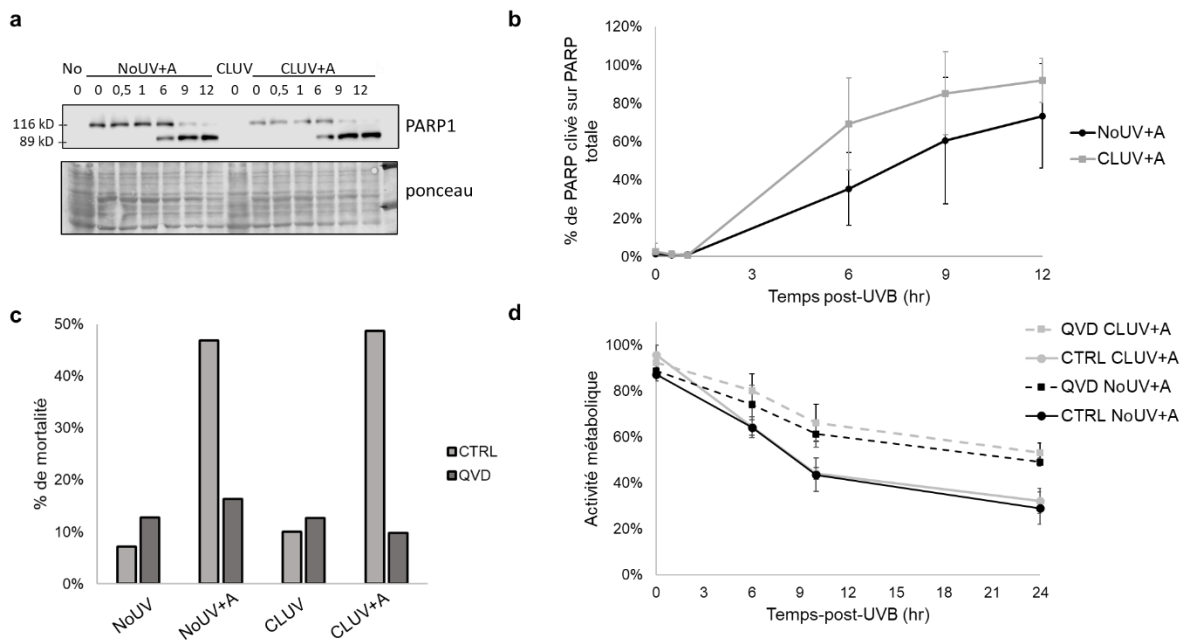 a
No NoUV+A CLUV CLUV+A
0 0 0,5 1 6 9 12 0 0 0,5 1 6 9 12
116 kD
89 kD
PARP1
ponceau
b
% de PARP clivé sur PARP
totale
120%
100%
80%
60%
40%
20%
0%
0 3 6 9 12
Temps post-UVB (hr)
NoUV+A
CLUV+A
c
% de mortalité
50%
40%
30%
20%
10%
0%
NoUV NoUV+A CLUV CLUV+A
CTRL
QVD
d
Activité métabolique
100%
80%
60%
40%
20%
0%
0 3 6 9 12 15 18 21 24
Temps-post-UVB (hr)
QVD CLUV+A
CTRL CLUV+A
QVD NoUV+A
CTRL NoUV+A